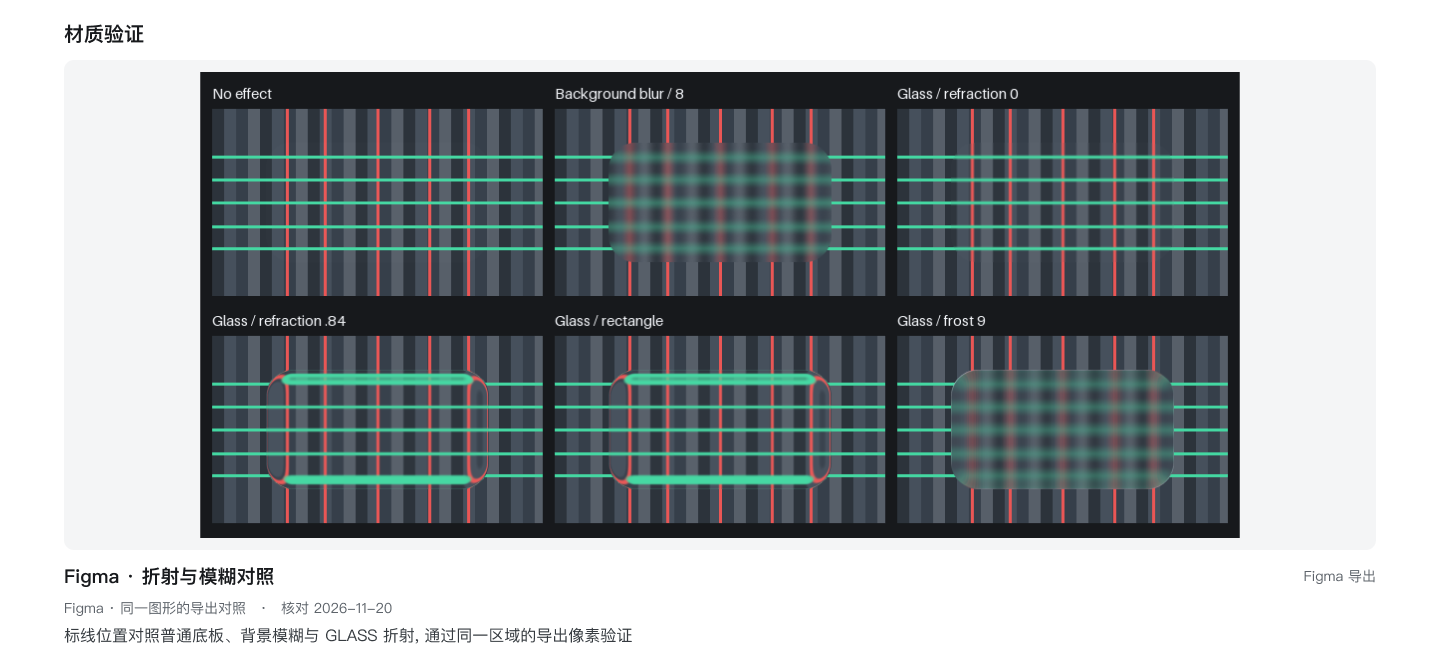 材质验证
No effect
Background blur / 8
Glass / refraction 0
Glass / refraction .84
Glass / rectangle
Glass / frost 9
Figma · 折射与模糊对照
Figma 导出
Figma · 同一图形的导出对照 · 核对 2026-11-20
标线位置对照普通底板、背景模糊与 GLASS 折射, 通过同一区域的导出像素验证